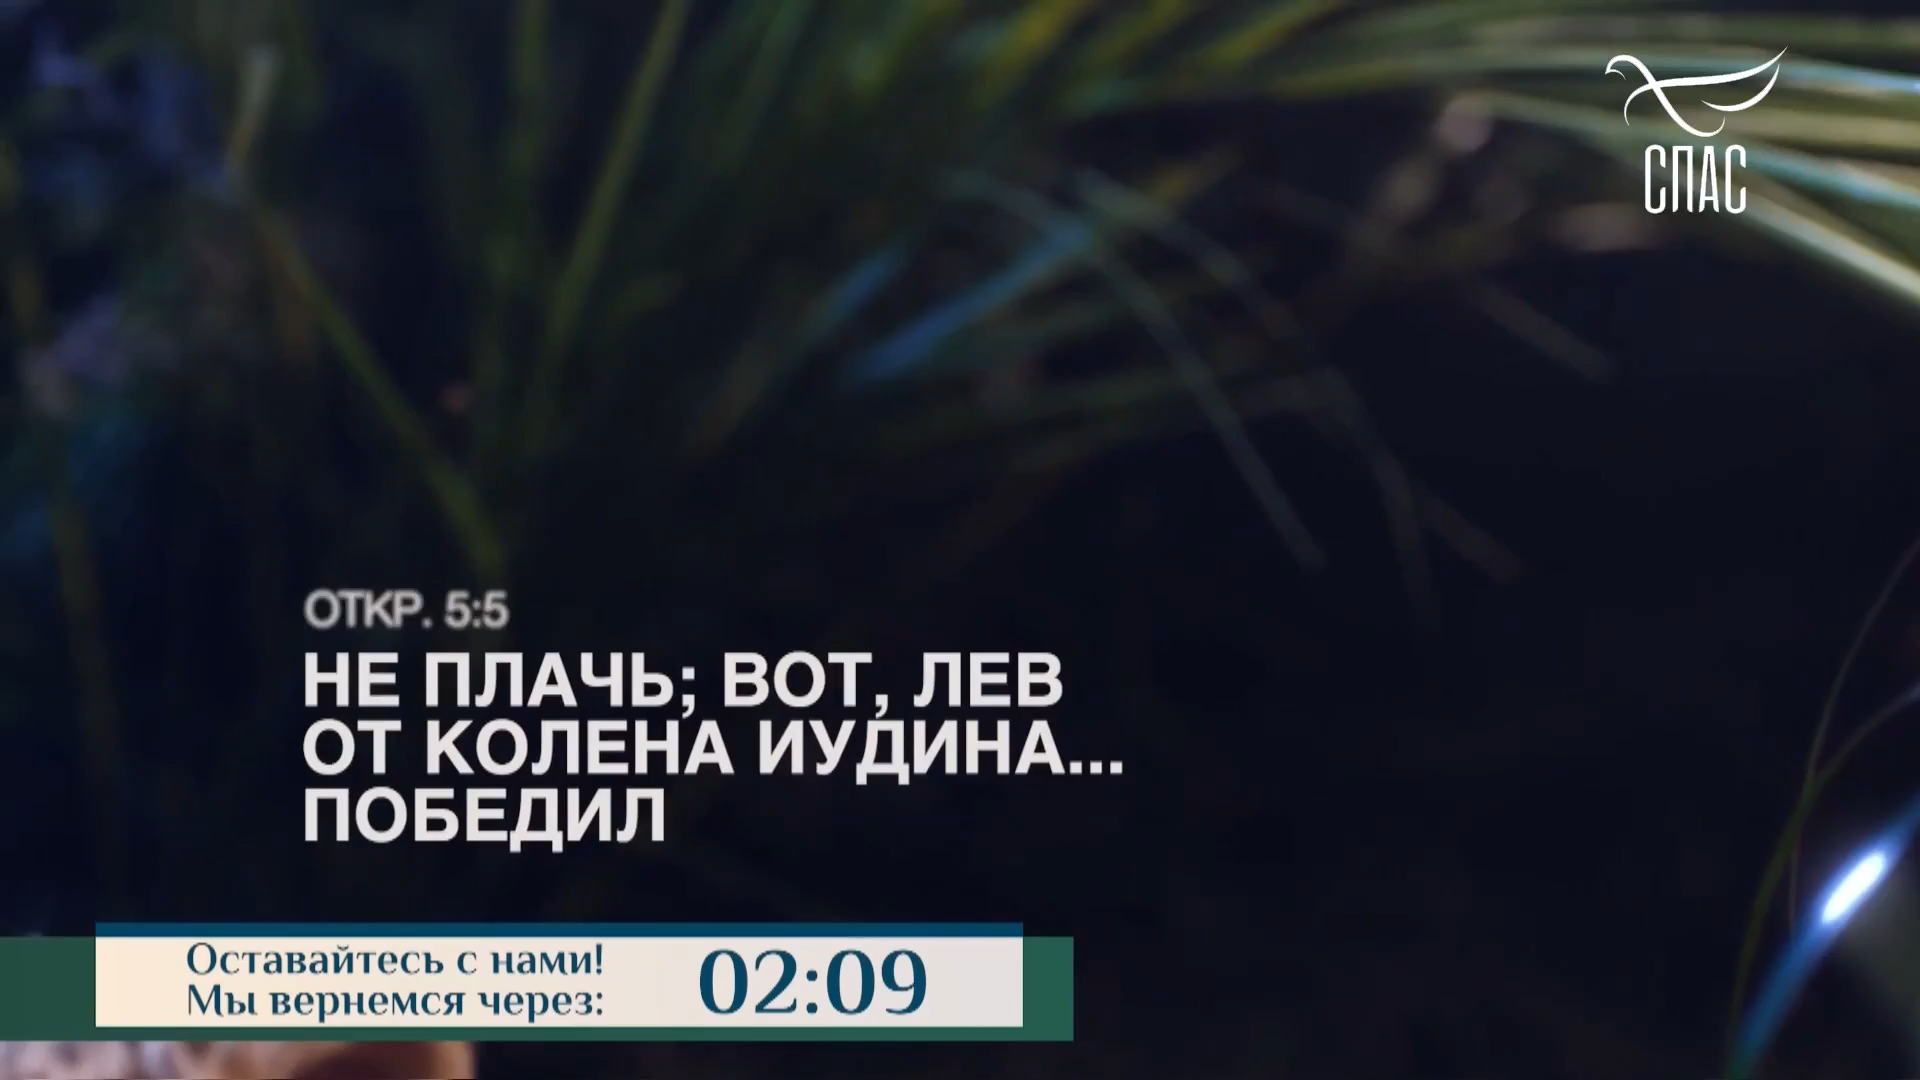 СПАС
ОТКР. 5:5
НЕ ПЛАЧЬ; ВОТ, ЛЕВ
ОТ КОЛЕНА ИУДИНА...
ПОБЕДИЛ
Оставайтесь с нами!
Мы вернемся через:
02:09